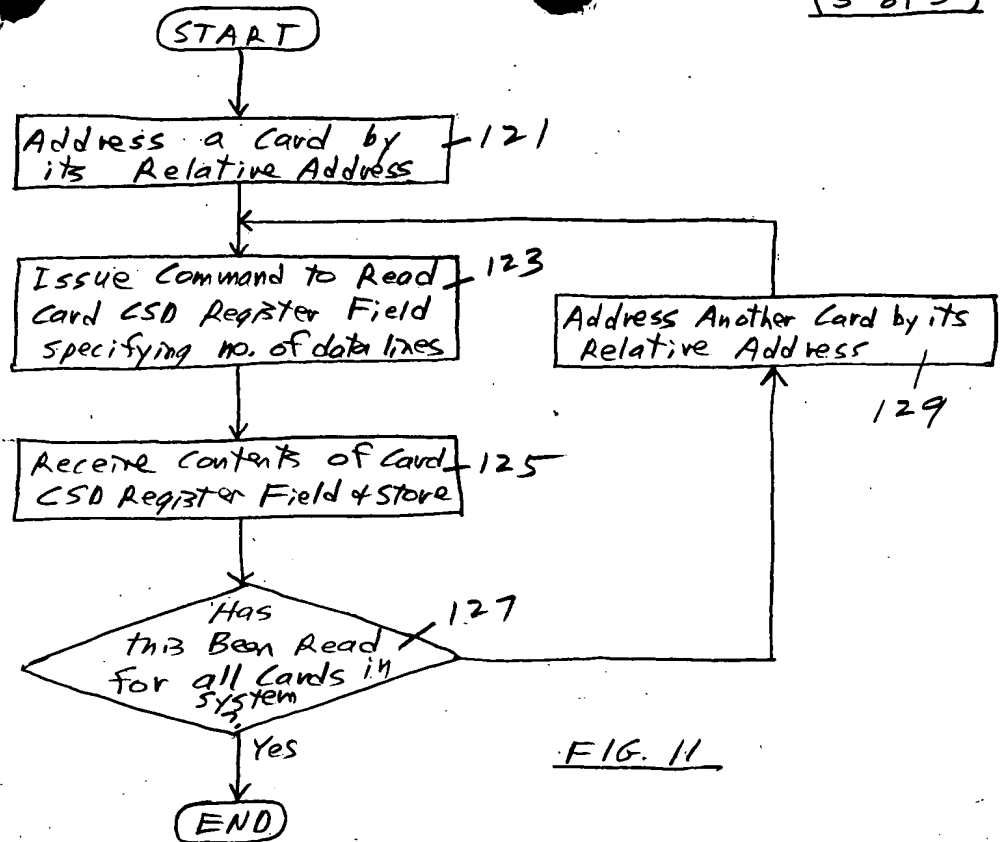 START
Address a Card by
its Relative Address
121
Issue Command to Read
Card CSD Register Field
specifying no. of data lines
123
Address Another Card by its
Relative Address
129
Receive Contents of Card
CSD Register Field & Store
125
Has
this Been Read
for all Cards in
system
?
127
Yes
END
FIG. 11